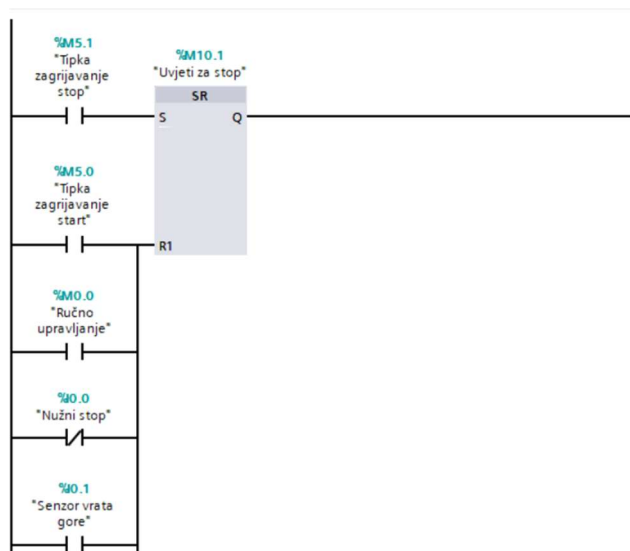 %M5.1
"Tipka
zagrijavanje
stop"
%M10.1
"Uvjeti za stop"
SR
S
Q
%M5.0
"Tipka
zagrijavanje
start"
R1
%M0.0
"Ručno
upravljanje"
%I0.0
"Nužni stop"
%I0.1
"Senzor vrata
gore"